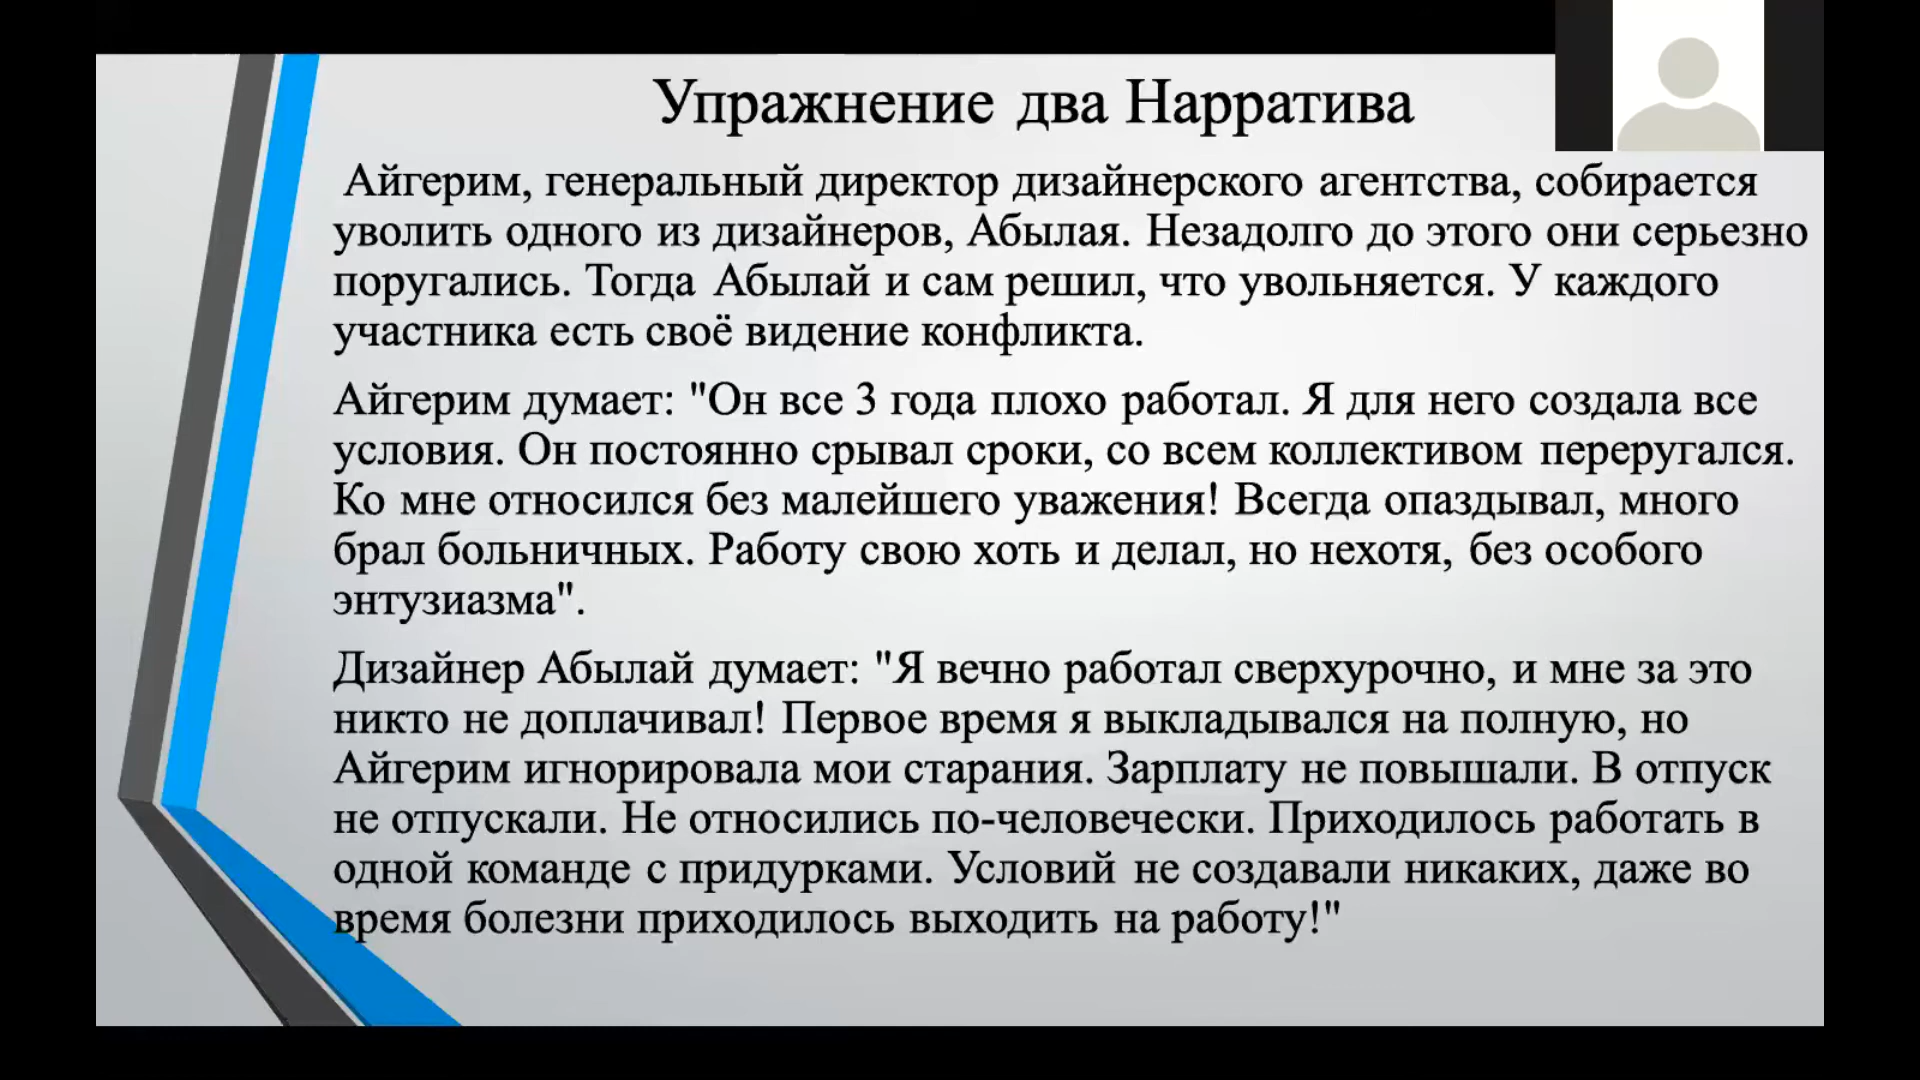 Упражнение два Нарратива
Айгерим, генеральный директор дизайнерского агентства, собирается
уволить одного из дизайнеров, Абылая. Незадолго до этого они серьезно
поругались. Тогда Абылай и сам решил, что увольняется. У каждого
участника есть своё видение конфликта.
Айгерим думает: "Он все 3 года плохо работал. Я для него создала все
условия. Он постоянно срывал сроки, со всем коллективом переругался.
Ко мне относился без малейшего уважения! Всегда опаздывал, много
брал больничных. Работу свою хоть и делал, но нехотя, без особого
энтузиазма".
Дизайнер Абылай думает: "Я вечно работал сверхурочно, и мне за это
никто не доплачивал! Первое время я выкладывался на полную, но
Айгерим игнорировала мои старания. Зарплату не повышали. В отпуск
не отпускали. Не относились по-человечески. Приходилось работать в
одной команде с придурками. Условий не создавали никаких, даже во
время болезни приходилось выходить на работу!"